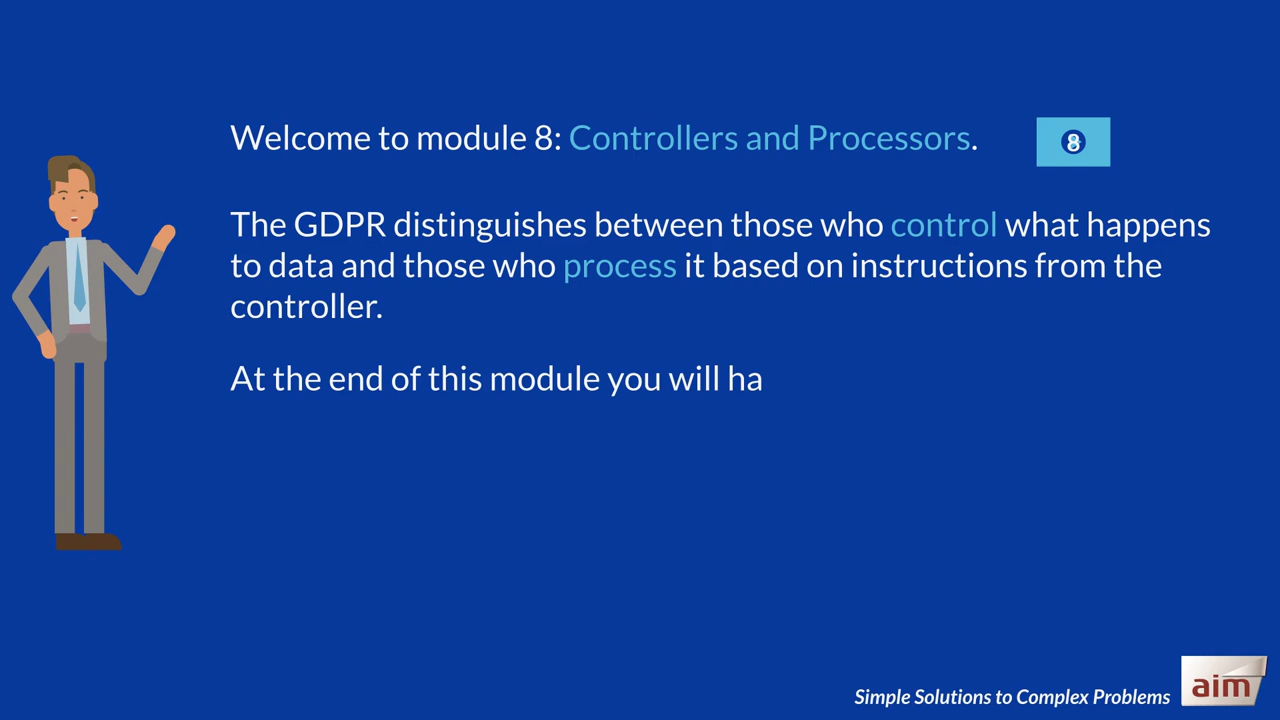 Welcome to module 8: Controllers and Processors.
8
The GDPR distinguishes between those who control what happens
to data and those who process it based on instructions from the
controller.
At the end of this module you will ha
Simple Solutions to Complex Problems
aim